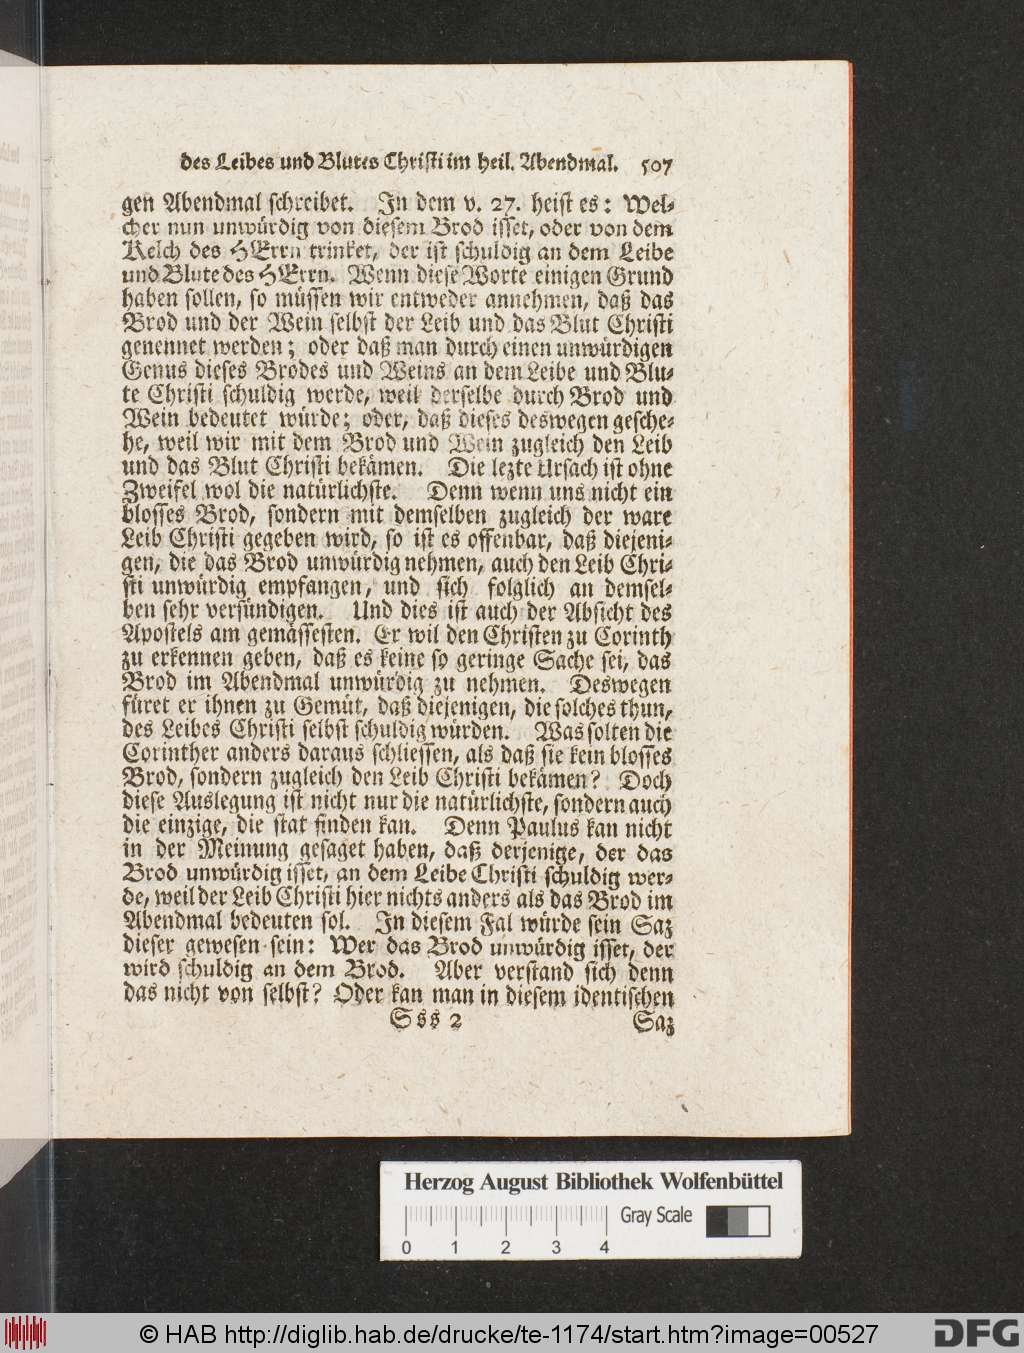 des Leibes und Blutes Christi im heil. Abendmal. 507
gen Abendmal schreibet. In dem v. 27. heist es: Wel-
cher nun unwürdig von diesem Brod isset, oder von dem
Kelch des HErrn trinket, der ist schuldig an dem Leibe
und Blute des HErrn. Wenn diese Worte einigen Grund
haben sollen, so müssen wir entweder annehmen, daß das
Brod und der Wein selbst der Leib und das Blut Christi
genennet werden; oder daß man durch einen unwürdigen
Genus dieses Brodes und Weins an dem Leibe und Blu-
te Christi schuldig werde, weil derselbe durch Brod und
Wein bedeutet würde; oder, daß dieses deswegen gesche-
he, weil wir mit dem Brod und Wein zugleich den Leib
und das Blut Christi bekämen. Die lezte Ursach ist ohne
Zweifel wol die natürlichste. Denn wenn uns nicht ein
blosses Brod, sondern mit demselben zugleich der ware
Leib Christi gegeben wird, so ist es offenbar, daß diejeni-
gen, die das Brod unwürdig nehmen, auch den Leib Chri-
sti unwürdig empfangen, und sich folglich an demsel-
ben sehr versündigen. Und dies ist auch der Absicht des
Apostels am gemässesten. Er wil den Christen zu Corinth
zu erkennen geben, daß es keine so geringe Sache sei, das
Brod im Abendmal unwürdig zu nehmen. Deswegen
füret er ihnen zu Gemüt, daß diejenigen, die solches thun,
des Leibes Christi selbst schuldig würden. Was solten die
Corinther anders daraus schliessen, als daß sie kein blosses
Brod, sondern zugleich den Leib Christi bekämen? Doch
diese Auslegung ist nicht nur die natürlichste, sondern auch
die einzige, die stat finden kan. Denn Paulus kan nicht
in der Meinung gesaget haben, daß derjenige, der das
Brod unwürdig isset, an dem Leibe Christi schuldig wer-
de, weil der Leib Christi hier nichts anders als das Brod im
Abendmal bedeuten sol. In diesem Fal würde sein Saz
dieser gewesen sein: Wer das Brod unwürdig isset, der
wird schuldig an dem Brod. Aber verstand sich denn
das nicht von selbst? Oder kan man in diesem identischen
Sss 2 Saz
Herzog August Bibliothek Wolfenbüttel
Gray Scale
0 1 2 3 4
© HAB http://diglib.hab.de/drucke/te-1174/start.htm?image=00527
DFG